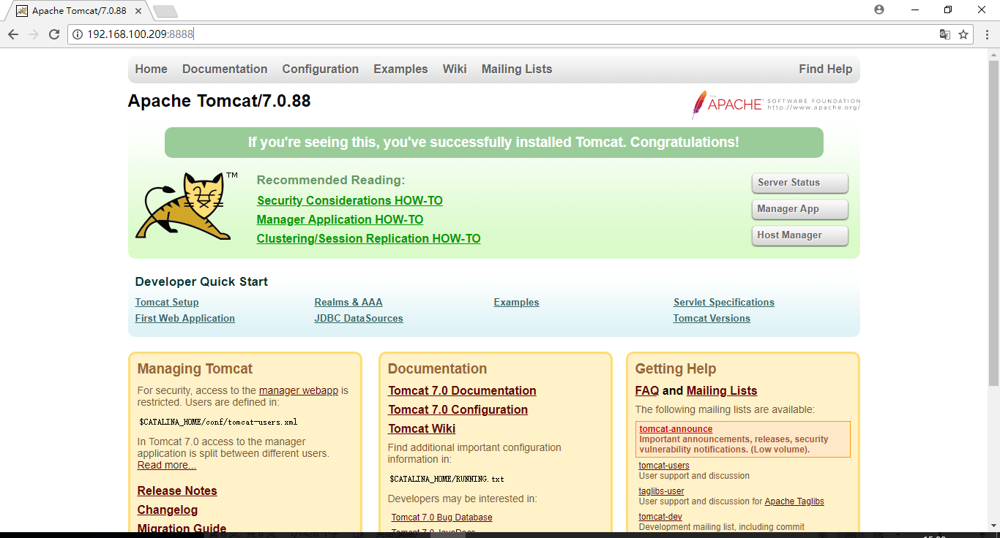 Apache Tomcat/7.0.88
192.168.100.209:8888
Home Documentation Configuration Examples Wiki Mailing Lists Find Help
Apache Tomcat/7.0.88
THE APACHE® SOFTWARE FOUNDATION
http://www.apache.org/
If you're seeing this, you've successfully installed Tomcat. Congratulations!
TM
Recommended Reading:
Security Considerations HOW-TO
Manager Application HOW-TO
Clustering/Session Replication HOW-TO
Server Status
Manager App
Host Manager
Developer Quick Start
Tomcat Setup
First Web Application
Realms & AAA
JDBC DataSources
Examples
Servlet Specifications
Tomcat Versions
Managing Tomcat
For security, access to the manager webapp is
restricted. Users are defined in:
$CATALINA_HOME/conf/tomcat-users.xml
In Tomcat 7.0 access to the manager
application is split between different users.
Read more...
Release Notes
Changelog
Migration Guide
Documentation
Tomcat 7.0 Documentation
Tomcat 7.0 Configuration
Tomcat Wiki
Find additional important configuration
information in:
$CATALINA_HOME/RUNNING.txt
Developers may be interested in:
Tomcat 7.0 Bug Database
Tomcat 7.0 JavaDocs
Getting Help
FAQ and Mailing Lists
The following mailing lists are available:
tomcat-announce
Important announcements, releases, security
vulnerability notifications. (Low volume).
tomcat-users
User support and discussion
taglibs-user
User support and discussion for Apache Taglibs
tomcat-dev
Development mailing list, including commit